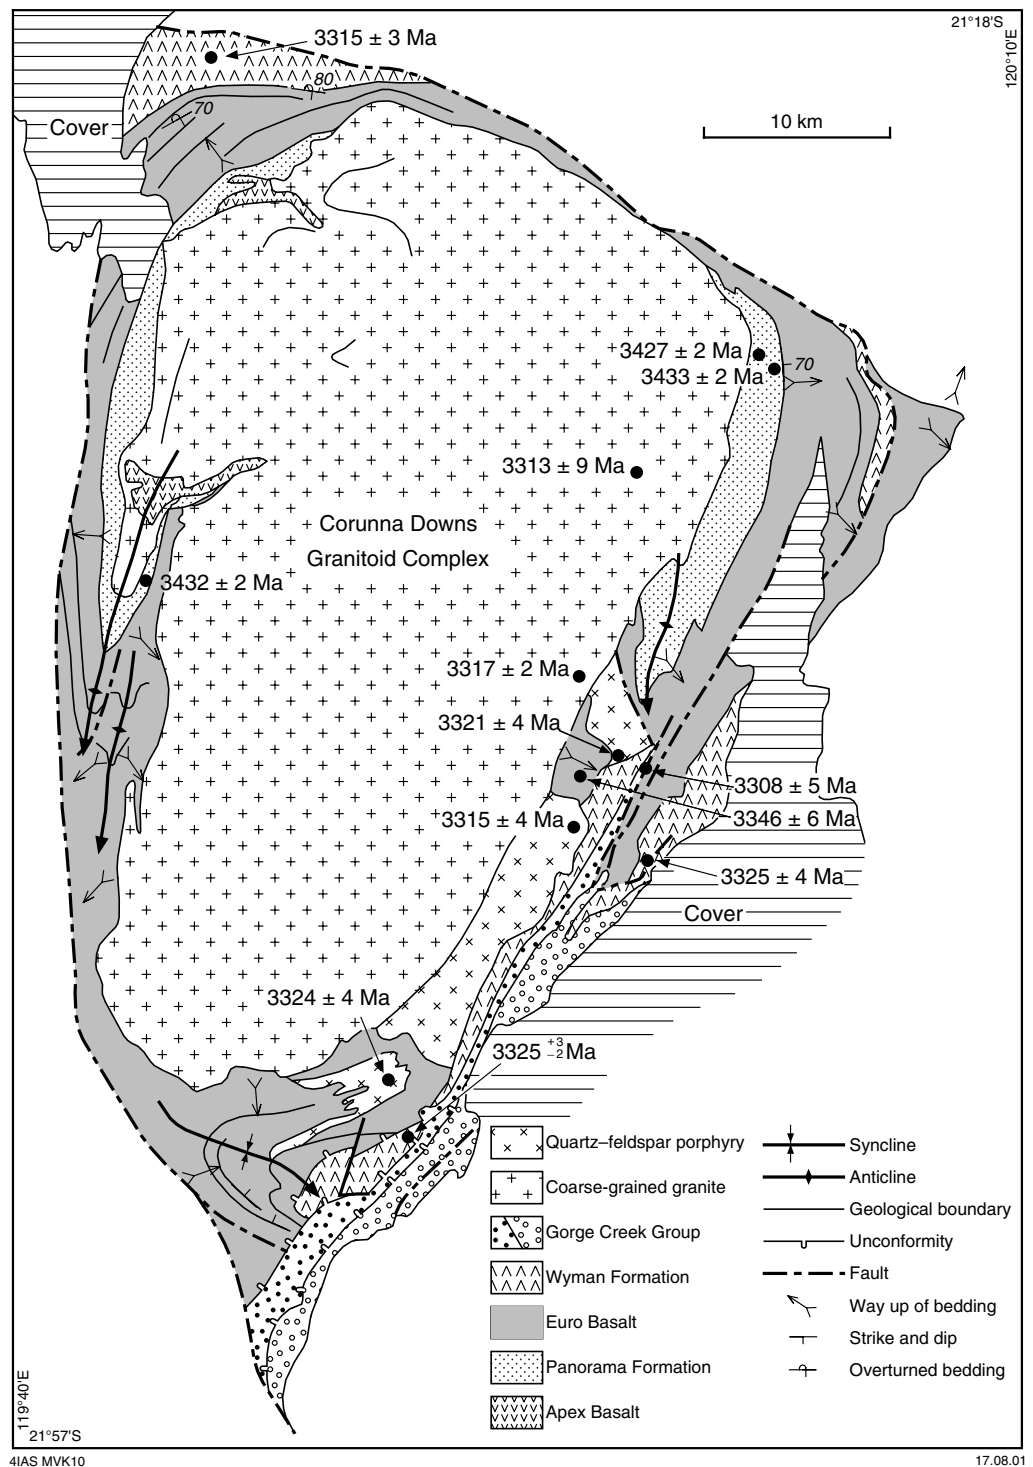 21°18'S
120°10'E
3315 ± 3 Ma
80
70
Cover
10 km
3427 ± 2 Ma
3433 ± 2 Ma
70
3313 ± 9 Ma
Corunna Downs
Granitoid Complex
3432 ± 2 Ma
3317 ± 2 Ma
3321 ± 4 Ma
3308 ± 5 Ma
3346 ± 6 Ma
3315 ± 4 Ma
3325 ± 4 Ma
Cover
3324 ± 4 Ma
3325 +3 −2 Ma
Quartz–feldspar porphyry
Coarse-grained granite
Gorge Creek Group
Wyman Formation
Euro Basalt
Panorama Formation
Apex Basalt
Syncline
Anticline
Geological boundary
Unconformity
Fault
Way up of bedding
Strike and dip
Overturned bedding
119°40'E
21°57'S
4IAS MVK10
17.08.01